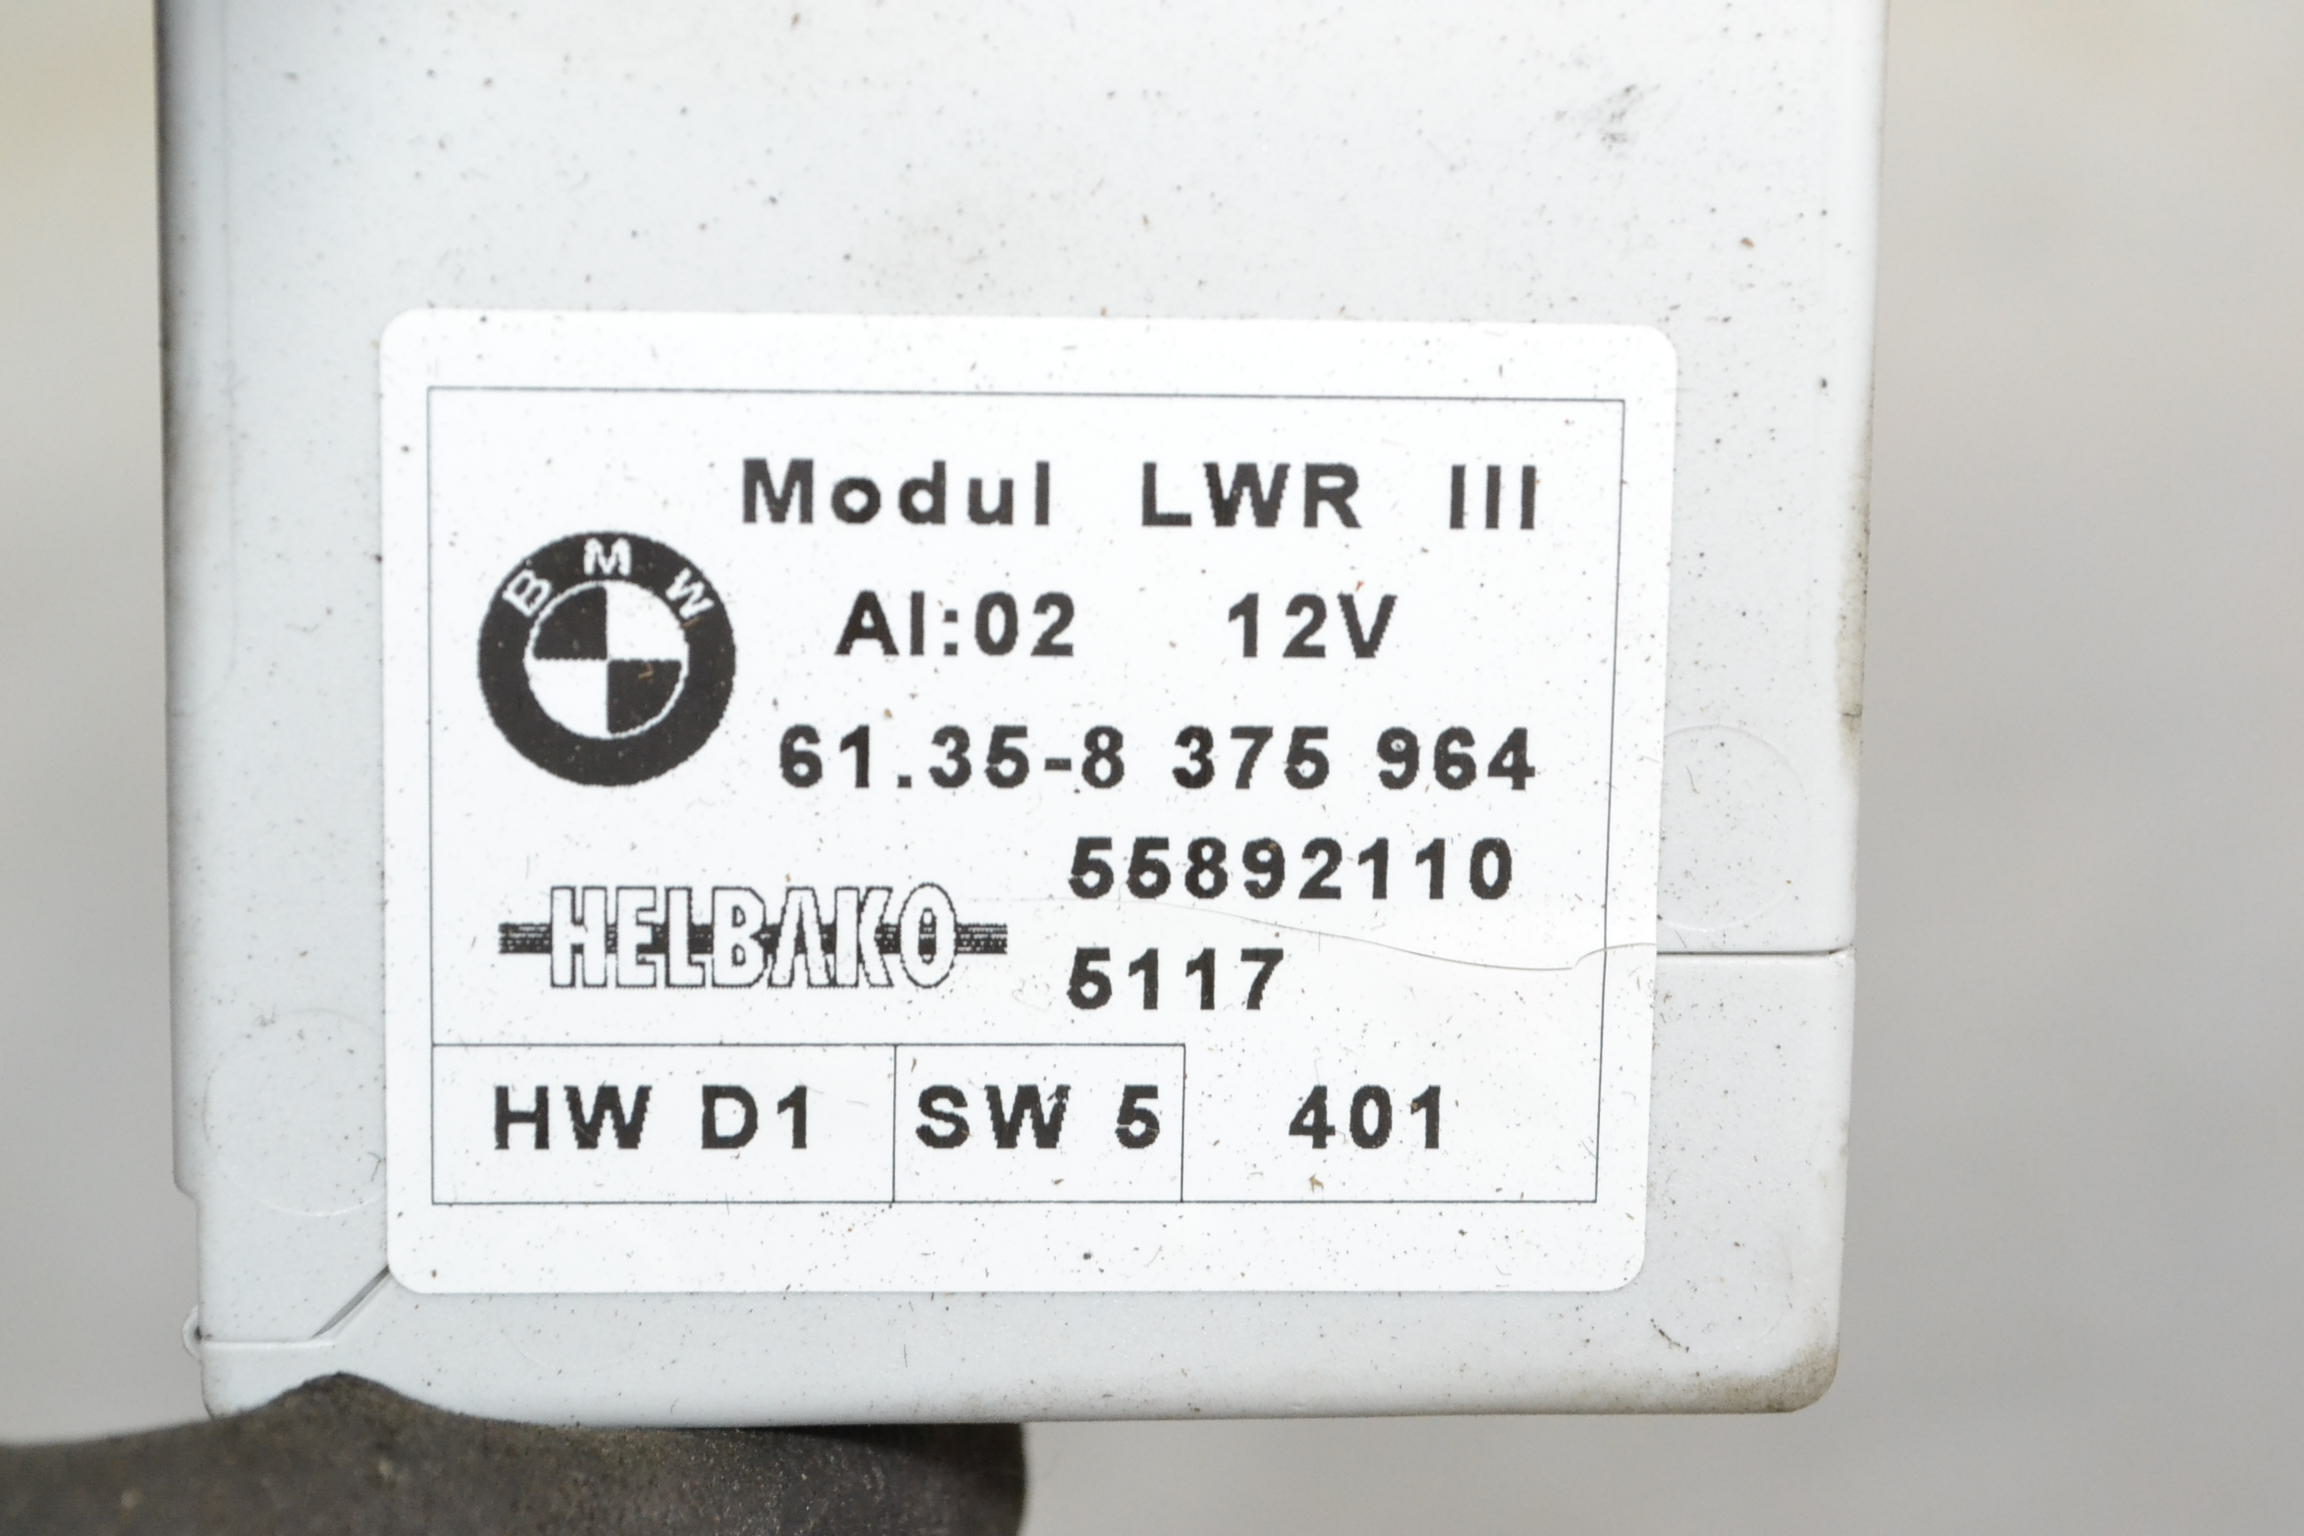 Modul LWR III
BMW
AI:02 12V
61.35-8 375 964
55892110
HELBAKO
5117
HW D1 SW 5 401